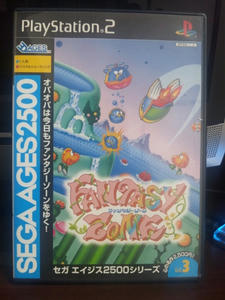 PlayStation®2
SEGA AGES
SEGA AGES 2500
オパオパは今日もファンタジーゾーンをゆく!
FANTASY
ZONE
ファンタジーゾーン
セガ エイジス2500シリーズ
Vol.3